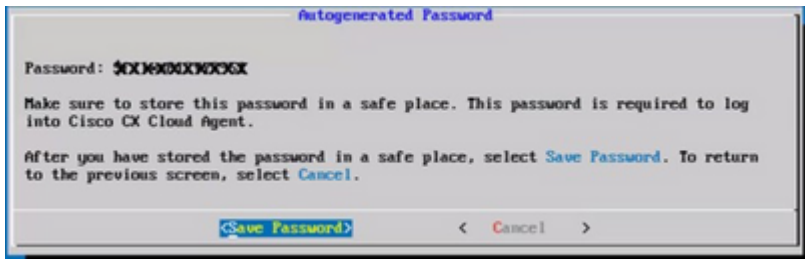 Autogenerated Password
Password:
Make sure to store this password in a safe place. This password is required to log
into Cisco CX Cloud Agent.
After you have stored the password in a safe place, select Save Password. To return
to the previous screen, select Cancel.
<Save Password> < Cancel >